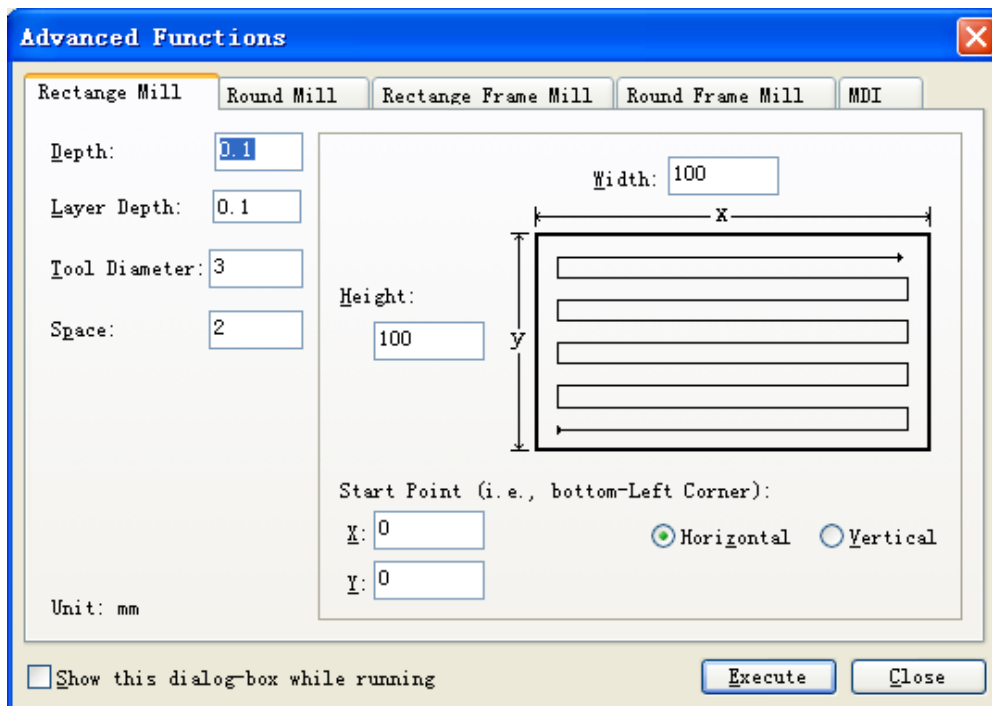 Advanced Functions
Rectange Mill Round Mill Rectange Frame Mill Round Frame Mill MDI
Depth: 0.1
Layer Depth: 0.1
Tool Diameter: 3
Space: 2
Width: 100
X
Height:
100
y
Start Point (i.e., bottom-Left Corner):
X: 0
Horizontal Vertical
Y: 0
Unit: mm
Show this dialog-box while running
Execute Close